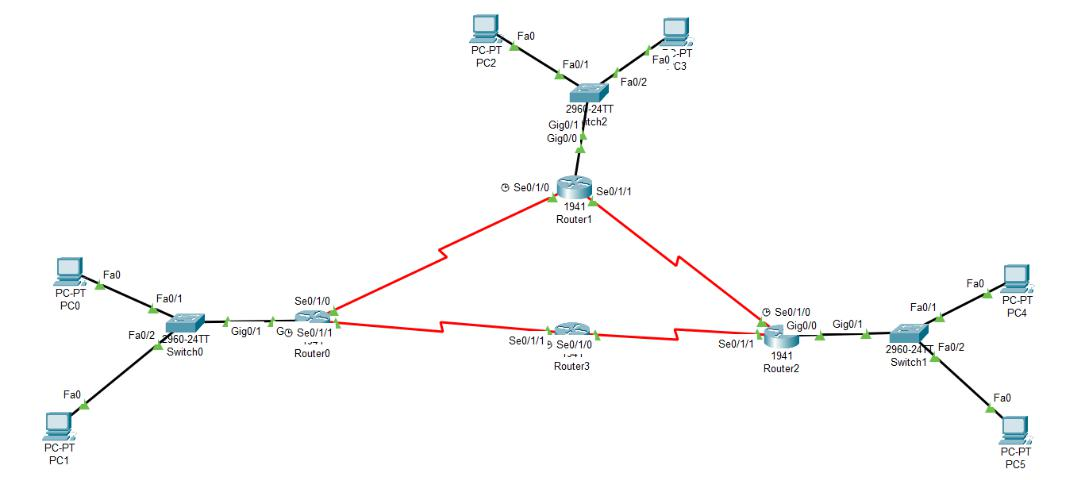 PC-PT
PC2
Fa0
Fa0/1
PC3
Fa0
Fa0/2
2960-24TT
Gig0/1
Gig0/0
Se0/1/0
Se0/1/1
1941
Router1
PC-PT
PC0
Fa0
Fa0/1
Fa0/2
2960-24TT
Switch0
Gig0/1
Se0/1/0
Se0/1/1
Router0
Fa0
PC-PT
PC1
Se0/1/1
Se0/1/0
Router3
Se0/1/0
Gig0/0
Se0/1/1
1941
Router2
Gig0/1
Fa0/1
2960-24TT
Switch1
Fa0/2
Fa0
PC-PT
PC4
Fa0
PC-PT
PC5